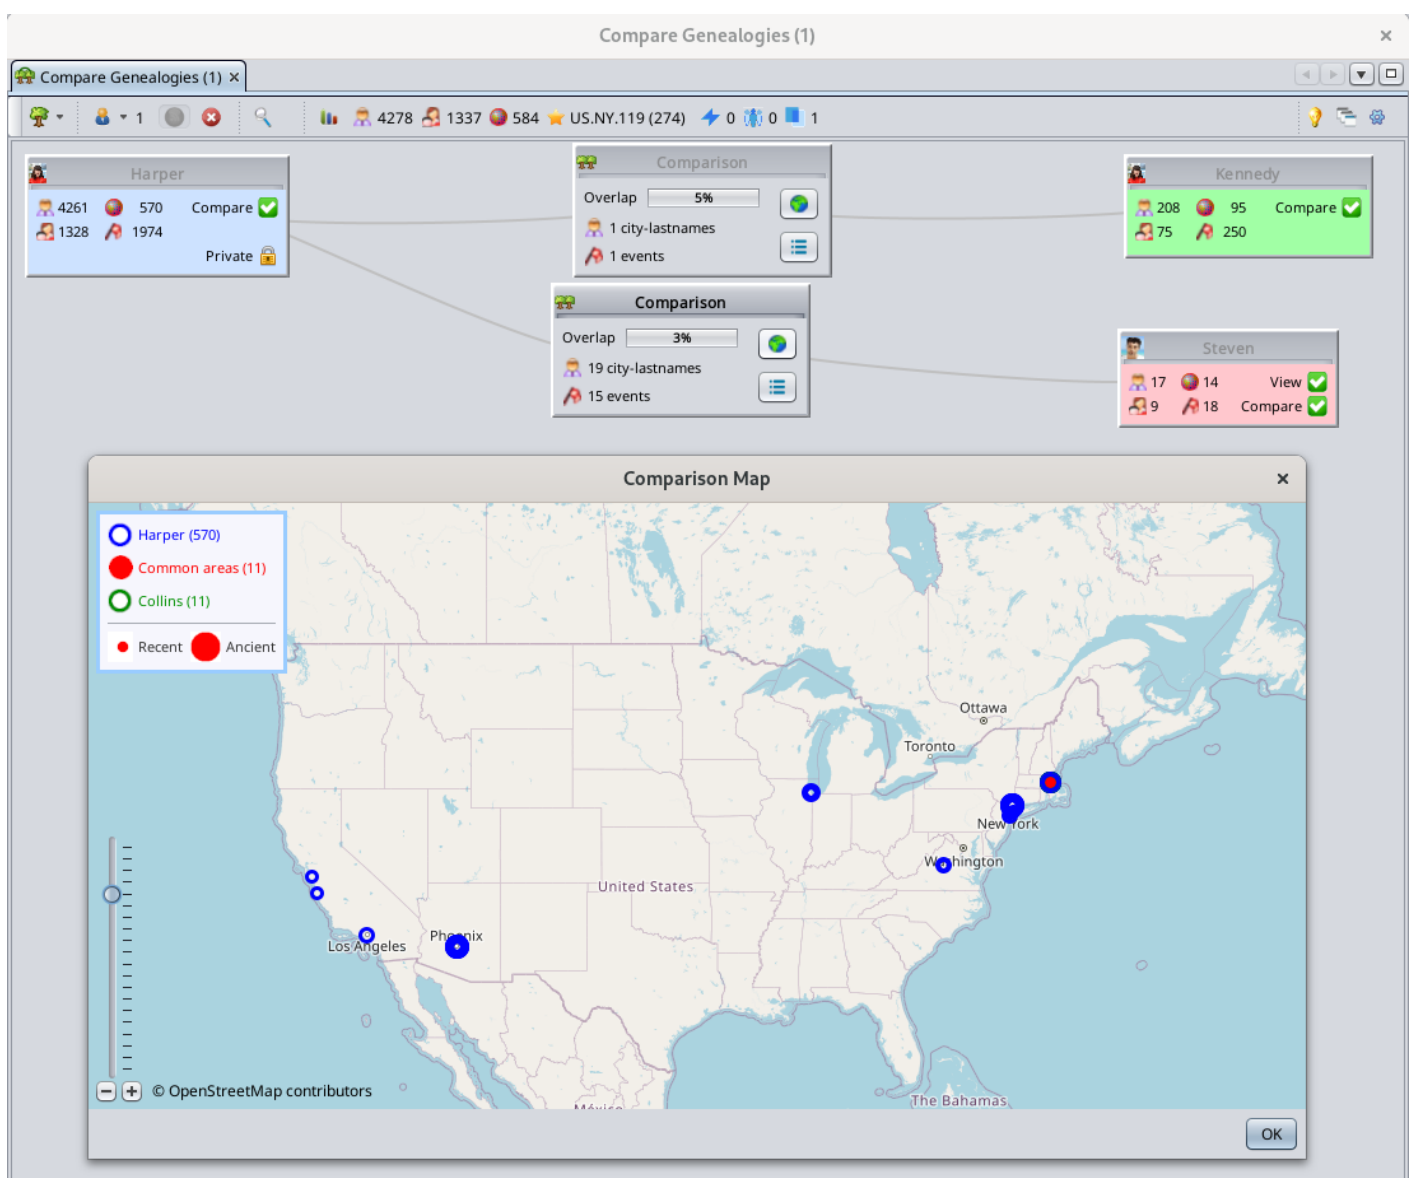 Compare Genealogies (1)
Compare Genealogies (1)
1
4278 1337 584 US.NY.119 (274) 0 0 1
Harper
4261 570 Compare
1328 1974
Private
Comparison
Overlap 5%
1 city-lastnames
1 events
Kennedy
208 95 Compare
75 250
Comparison
Overlap 3%
19 city-lastnames
15 events
Steven
17 14 View
9 18 Compare
Comparison Map
Harper (570)
Common areas (11)
Collins (11)
Recent Ancient
Ottawa
Toronto
New York
Washington
United States
Phoenix
Los Angeles
© OpenStreetMap contributors
México
The Bahamas
OK